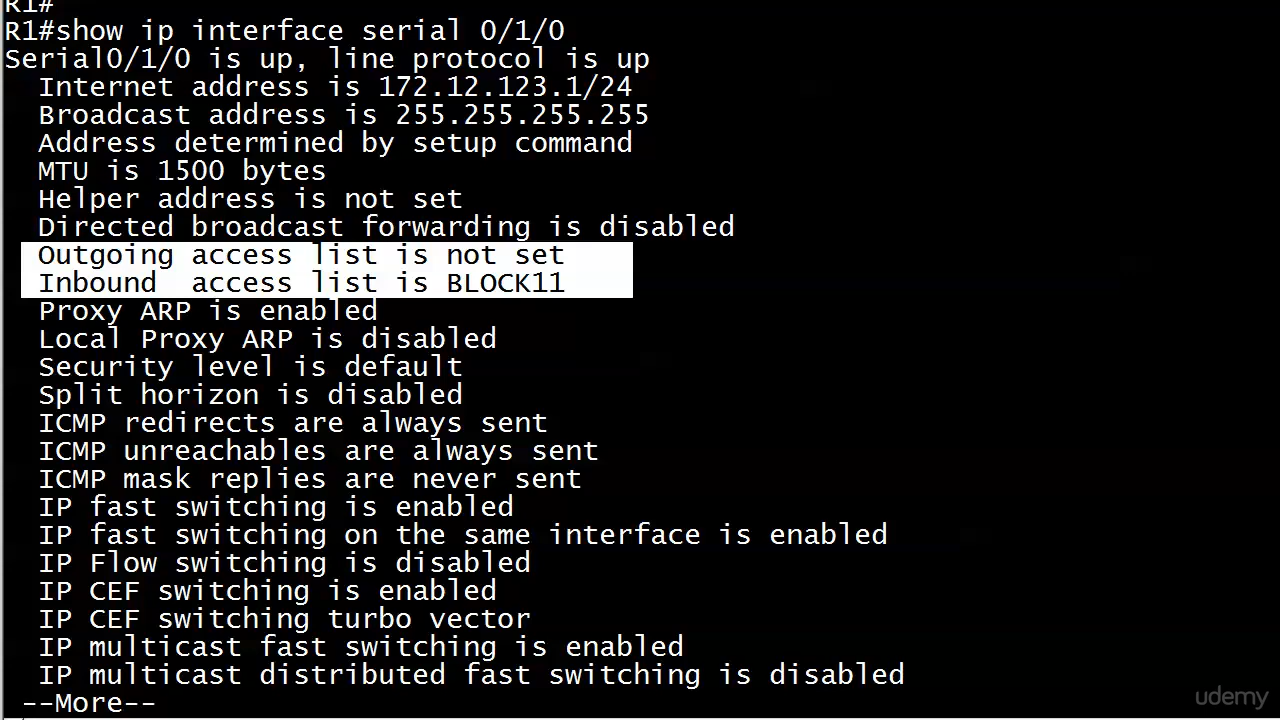 R1#
R1#show ip interface serial 0/1/0
Serial0/1/0 is up, line protocol is up
  Internet address is 172.12.123.1/24
  Broadcast address is 255.255.255.255
  Address determined by setup command
  MTU is 1500 bytes
  Helper address is not set
  Directed broadcast forwarding is disabled
  Outgoing access list is not set
  Inbound  access list is BLOCK11
  Proxy ARP is enabled
  Local Proxy ARP is disabled
  Security level is default
  Split horizon is disabled
  ICMP redirects are always sent
  ICMP unreachables are always sent
  ICMP mask replies are never sent
  IP fast switching is enabled
  IP fast switching on the same interface is enabled
  IP Flow switching is disabled
  IP CEF switching is enabled
  IP CEF switching turbo vector
  IP multicast fast switching is enabled
  IP multicast distributed fast switching is disabled
 --More--
udemy